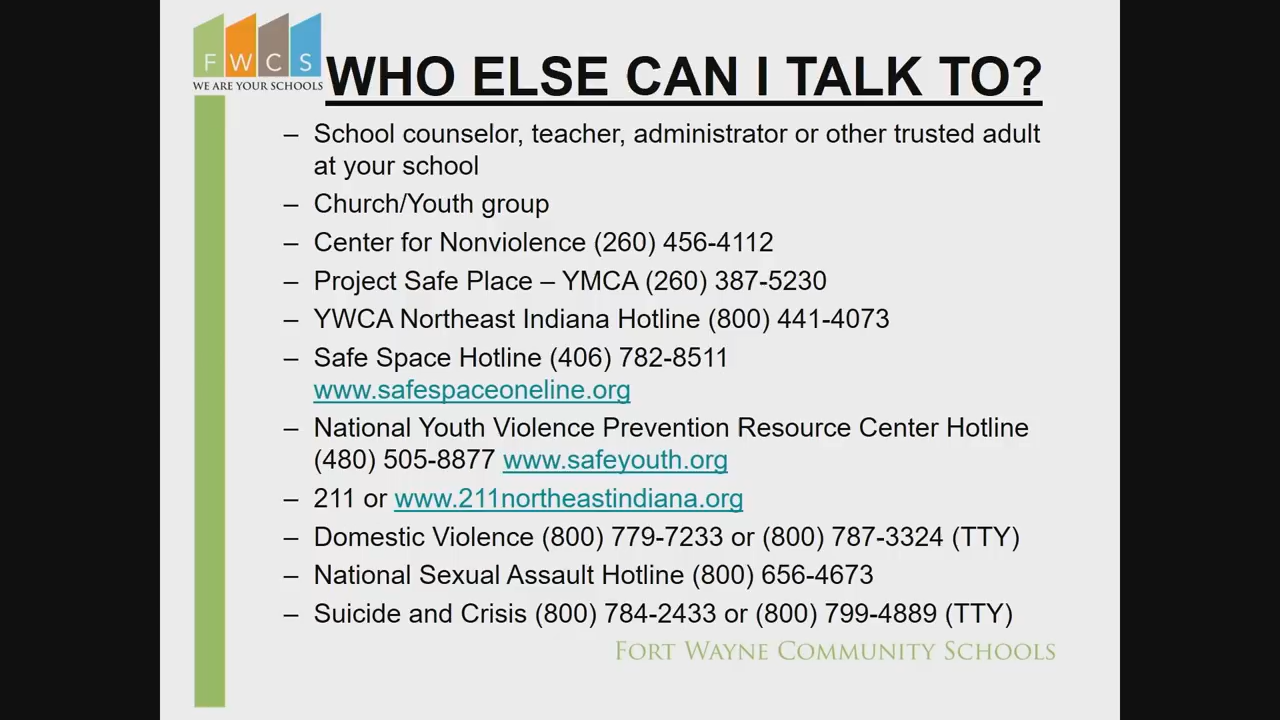 F W C S
WE ARE YOUR SCHOOLS
WHO ELSE CAN I TALK TO?
– School counselor, teacher, administrator or other trusted adult
at your school
– Church/Youth group
– Center for Nonviolence (260) 456-4112
– Project Safe Place – YMCA (260) 387-5230
– YWCA Northeast Indiana Hotline (800) 441-4073
– Safe Space Hotline (406) 782-8511
www.safespaceoneline.org
– National Youth Violence Prevention Resource Center Hotline
(480) 505-8877 www.safeyouth.org
– 211 or www.211northeastindiana.org
– Domestic Violence (800) 779-7233 or (800) 787-3324 (TTY)
– National Sexual Assault Hotline (800) 656-4673
– Suicide and Crisis (800) 784-2433 or (800) 799-4889 (TTY)
FORT WAYNE COMMUNITY SCHOOLS